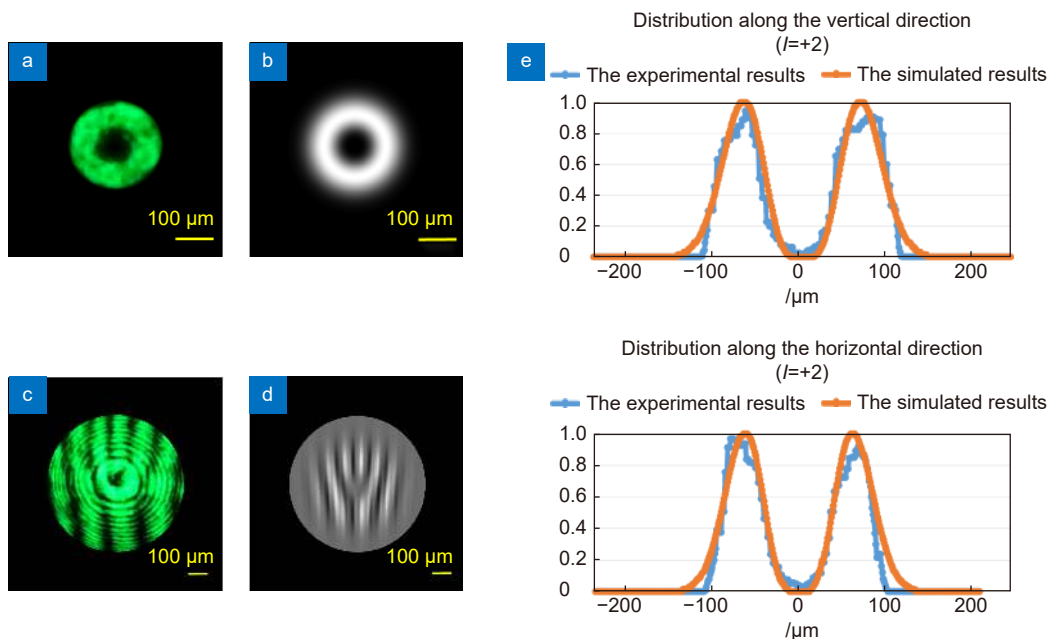 a
100 µm
b
100 µm
c
100 µm
d
100 µm
e
Distribution along the vertical direction
(l=+2)
The experimental results
The simulated results
1.0
0.8
0.6
0.4
0.2
0
−200
−100
0
100
200
/µm
Distribution along the horizontal direction
(l=+2)
The experimental results
The simulated results
1.0
0.8
0.6
0.4
0.2
0
−200
−100
0
100
200
/µm